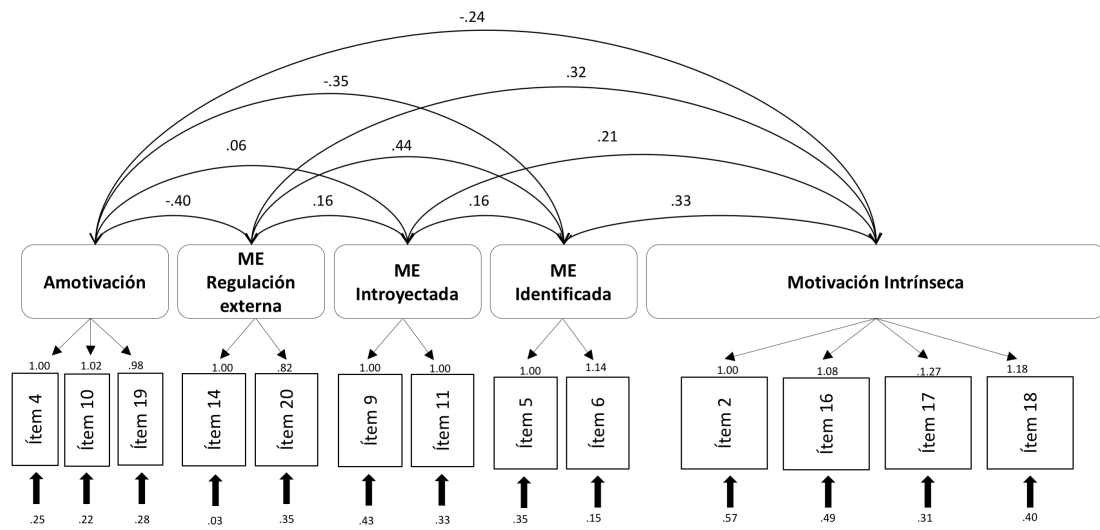 -.24
-.35
.32
.06
.44
.21
-.40
.16
.16
.33
Amotivación
ME
Regulación
externa
ME
Introyectada
ME
Identificada
Motivación Intrínseca
1.00
1.02
.98
1.00
.82
1.00
1.00
1.00
1.14
1.00
1.08
.1.27
1.18
Ítem 4
Ítem 10
Ítem 19
Ítem 14
Ítem 20
Ítem 9
Ítem 11
Ítem 5
Ítem 6
Ítem 2
Ítem 16
Ítem 17
Ítem 18
.25
.22
.28
.03
.35
.43
.33
.35
.15
.57
.49
.31
.40